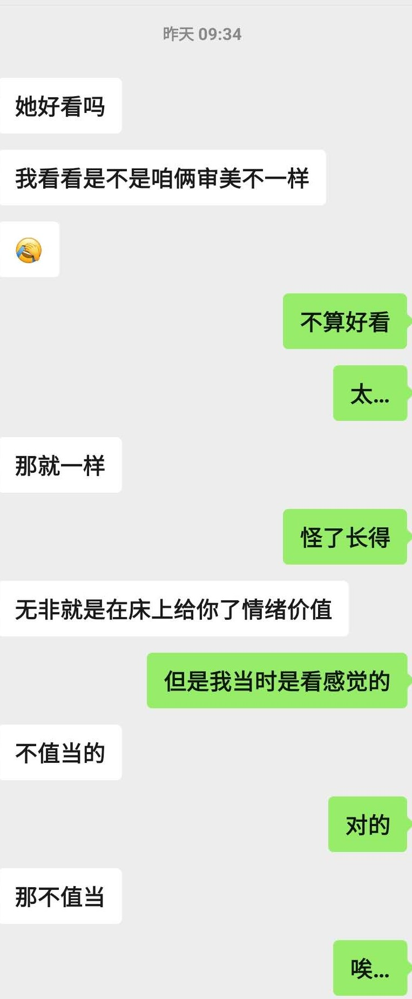 昨天 09:34
她好看吗
我看看是不是咱俩审美不一样
🤦
不算好看
太...
那就一样
怪了长得
无非就是在床上给你了情绪价值
但是我当时是看感觉的
不值当的
对的
那不值当
唉...